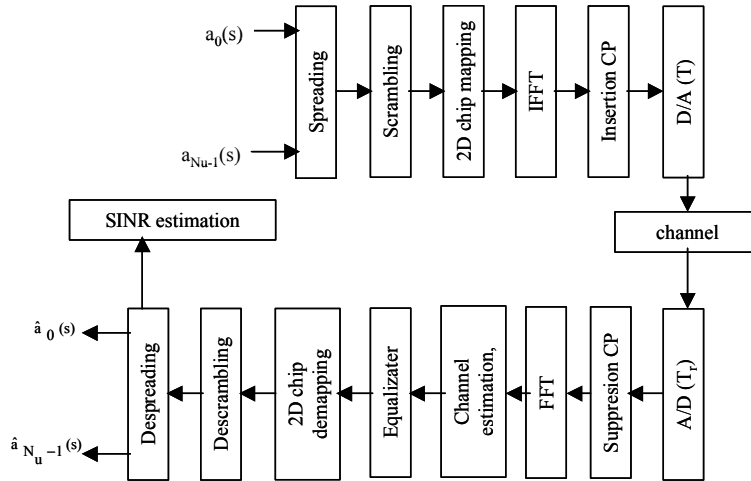 a0(s)
aNu-1(s)
Spreading
Scrambling
2D chip mapping
IFFT
Insertion CP
D/A (T)
channel
SINR estimation
â 0 (s)
â Nu −1 (s)
Despreading
Descrambling
2D chip
demapping
Equalizater
Channel
estimation,
FFT
Suppresion CP
A/D (Tr)